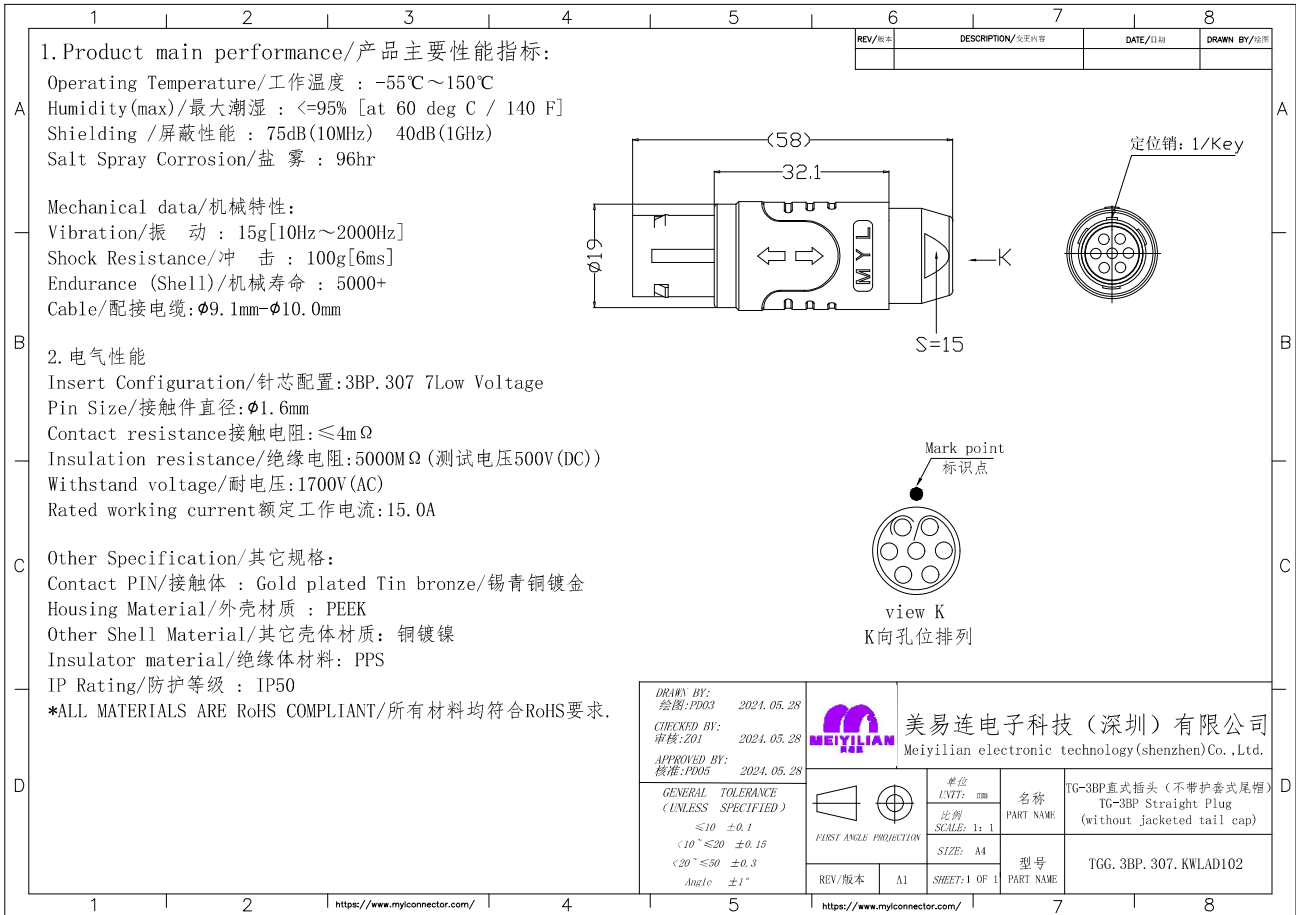 1 2 3 4 5 6 7 8
REV/版本 DESCRIPTION/变更内容 DATE/日期 DRAWN BY/绘图
1.Product main performance/产品主要性能指标:
Operating Temperature/工作温度 : -55℃～150℃
Humidity(max)/最大潮湿 : <=95% [at 60 deg C / 140 F]
Shielding /屏蔽性能 : 75dB(10MHz) 40dB(1GHz)
Salt Spray Corrosion/盐 雾 : 96hr
Mechanical data/机械特性:
Vibration/振 动 : 15g[10Hz～2000Hz]
Shock Resistance/冲 击 : 100g[6ms]
Endurance (Shell)/机械寿命 : 5000+
Cable/配接电缆:Φ9.1mm-Φ10.0mm
2.电气性能
Insert Configuration/针芯配置:3BP.307 7Low Voltage
Pin Size/接触件直径:Φ1.6mm
Contact resistance接触电阻:≤4mΩ
Insulation resistance/绝缘电阻:5000MΩ(测试电压500V(DC))
Withstand voltage/耐电压:1700V(AC)
Rated working current额定工作电流:15.0A
Other Specification/其它规格:
Contact PIN/接触体 : Gold plated Tin bronze/锡青铜镀金
Housing Material/外壳材质 : PEEK
Other Shell Material/其它壳体材质: 铜镀镍
Insulator material/绝缘体材料: PPS
IP Rating/防护等级 : IP50
*ALL MATERIALS ARE RoHS COMPLIANT/所有材料均符合RoHS要求.
A
B
C
D
(58)
32.1
Φ19
MYL
K
S=15
定位销: 1/Key
Mark point
标识点
view K
K向孔位排列
A
B
C
D
DRAWN BY:
绘图:PD03 2024.05.28
CHECKED BY:
审核:Z01 2024.05.28
APPROVED BY:
核准:PD05 2024.05.28
GENERAL TOLERANCE
(UNLESS SPECIFIED)
≤10 ±0.1
<10~≤20 ±0.15
<20~≤50 ±0.3
Angle ±1°
MEIYILIAN
美易连
美易连电子科技（深圳）有限公司
Meiyilian electronic technology(shenzhen)Co.,Ltd.
FIRST ANGLE PROJECTION
REV/版本 A1
单位
UNTT: mm
比例
SCALE: 1: 1
SIZE: A4
SHEET:1 OF 1
名称
PART NAME
TG-3BP直式插头（不带护套式尾帽）
TG-3BP Straight Plug
(without jacketed tail cap)
型号
PART NAME
TGG.3BP.307.KWLAD102
1 2 https://www.mylconnector.com/ 4 5 https://www.mylconnector.com/ 7 8